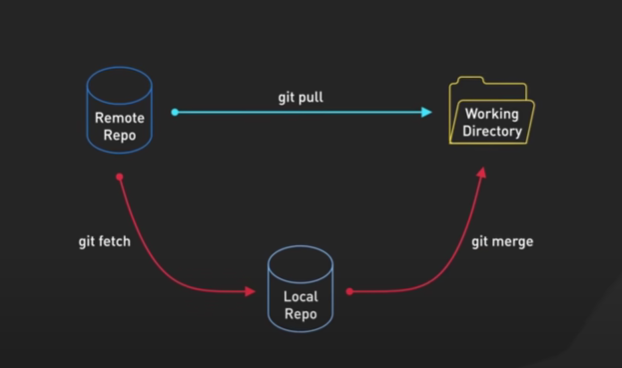 git pull
Remote
Repo
Working
Directory
git fetch
git merge
Local
Repo